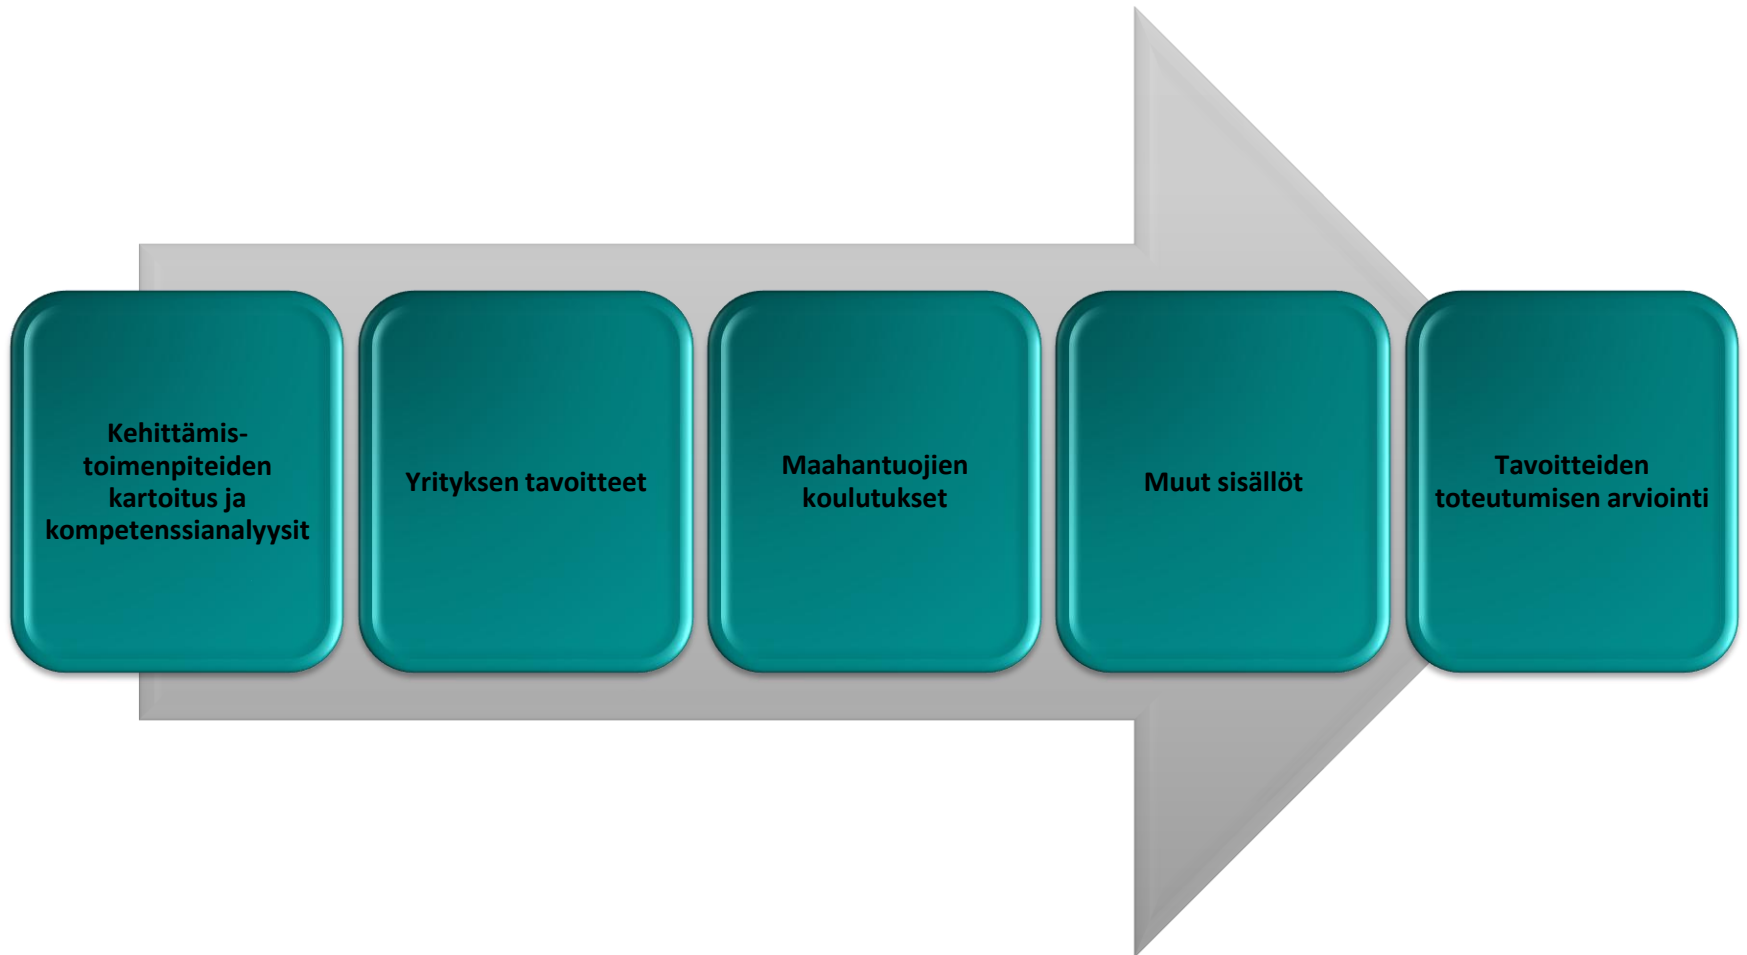 Kehittämis-
toimenpiteiden
kartoitus ja
kompetenssianalyysit
Yrityksen tavoitteet
Maahantuojien
koulutukset
Muut sisällöt
Tavoitteiden
toteutumisen arviointi